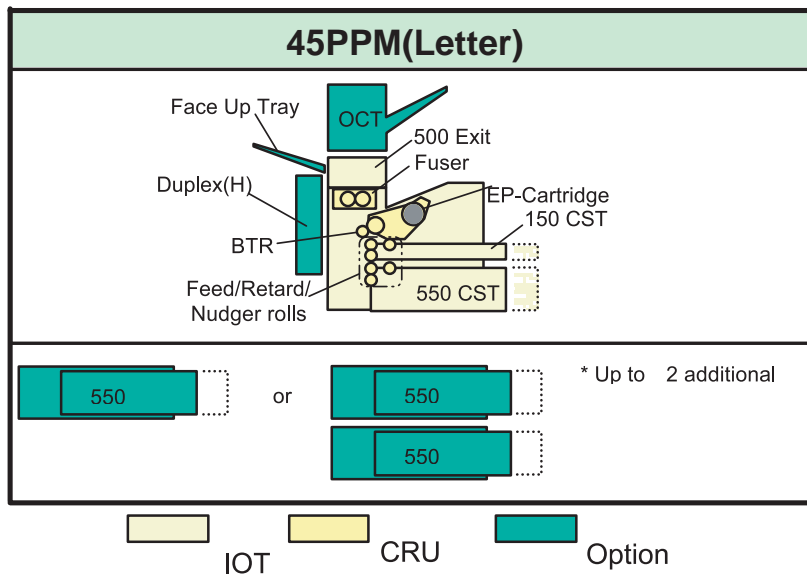 45PPM(Letter)
OCT
Face Up Tray
500 Exit
Fuser
Duplex(H)
EP-Cartridge
150 CST
BTR
Feed/Retard/
Nudger rolls
550 CST
550
or
550
* Up to 2 additional
550
IOT
CRU
Option